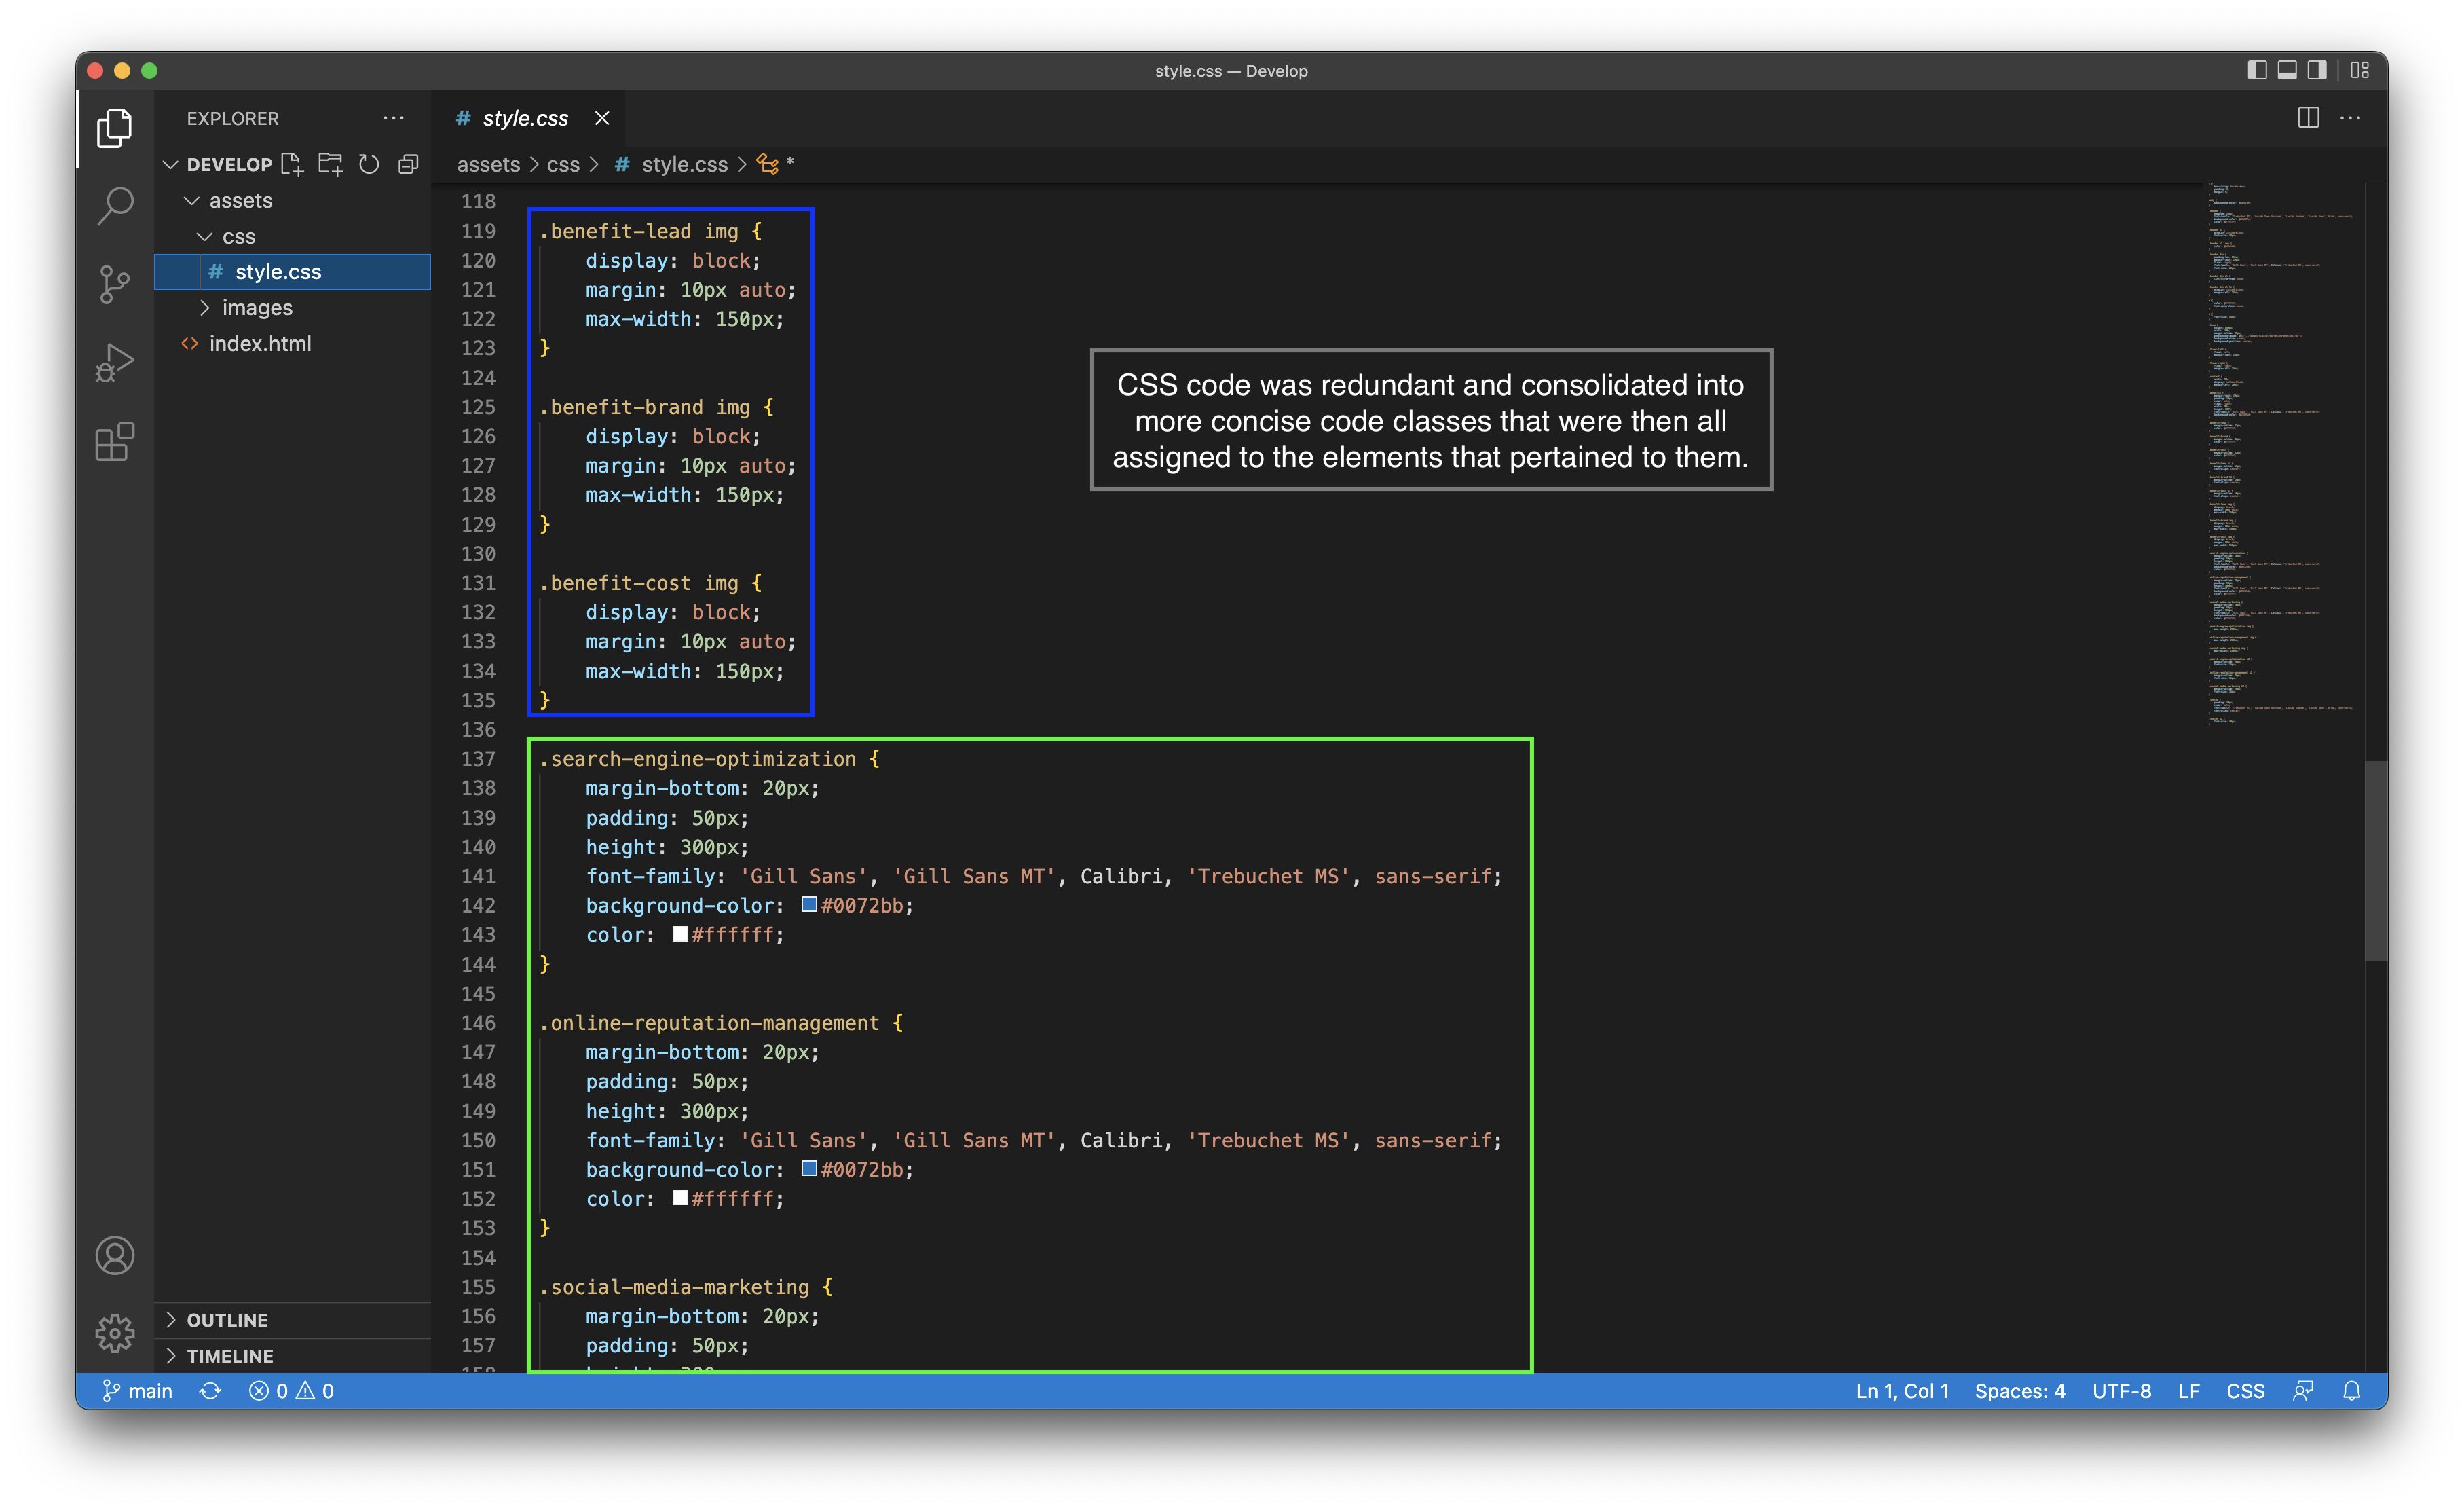 style.css — Develop
EXPLORER
# style.css
DEVELOP
assets > css > # style.css > *
assets
css
# style.css
images
<> index.html
118
119 .benefit-lead img {
120 display: block;
121 margin: 10px auto;
122 max-width: 150px;
123 }
124
125 .benefit-brand img {
126 display: block;
127 margin: 10px auto;
128 max-width: 150px;
129 }
130
131 .benefit-cost img {
132 display: block;
133 margin: 10px auto;
134 max-width: 150px;
135 }
136
137 .search-engine-optimization {
138 margin-bottom: 20px;
139 padding: 50px;
140 height: 300px;
141 font-family: 'Gill Sans', 'Gill Sans MT', Calibri, 'Trebuchet MS', sans-serif;
142 background-color: #0072bb;
143 color: #ffffff;
144 }
145
146 .online-reputation-management {
147 margin-bottom: 20px;
148 padding: 50px;
149 height: 300px;
150 font-family: 'Gill Sans', 'Gill Sans MT', Calibri, 'Trebuchet MS', sans-serif;
151 background-color: #0072bb;
152 color: #ffffff;
153 }
154
155 .social-media-marketing {
156 margin-bottom: 20px;
157 padding: 50px;
CSS code was redundant and consolidated into
more concise code classes that were then all
assigned to the elements that pertained to them.
OUTLINE
TIMELINE
main
0
0
Ln 1, Col 1
Spaces: 4
UTF-8
LF
CSS